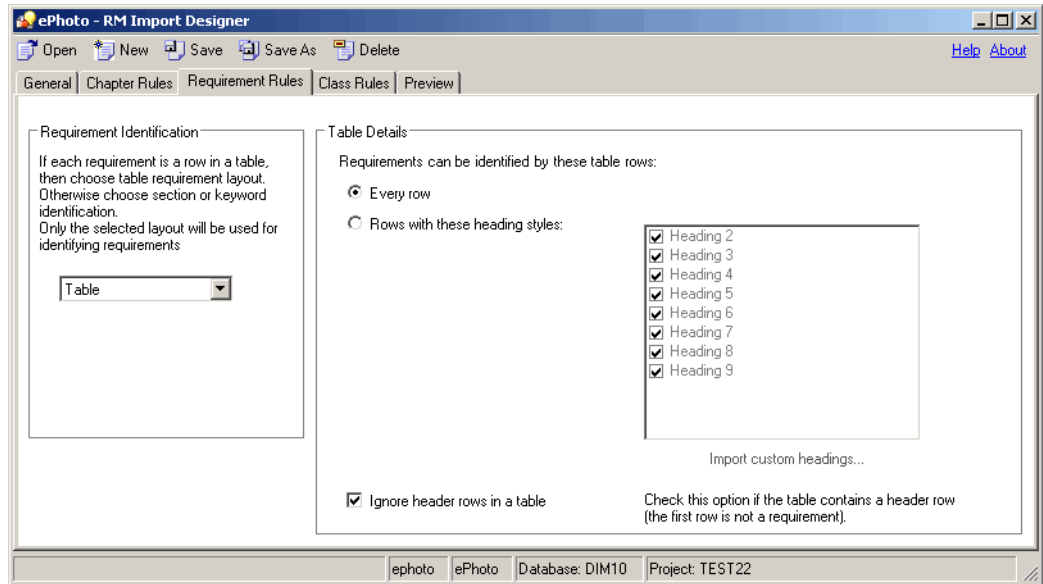 ePhoto - RM Import Designer
Open New Save Save As Delete Help About
General Chapter Rules Requirement Rules Class Rules Preview
Requirement Identification
If each requirement is a row in a table,
then choose table requirement layout.
Otherwise choose section or keyword
identification.
Only the selected layout will be used for
identifying requirements
Table
Table Details
Requirements can be identified by these table rows:
Every row
Rows with these heading styles:
Heading 2
Heading 3
Heading 4
Heading 5
Heading 6
Heading 7
Heading 8
Heading 9
Import custom headings...
Ignore header rows in a table
Check this option if the table contains a header row
(the first row is not a requirement).
ephoto ePhoto Database: DIM10 Project: TEST22